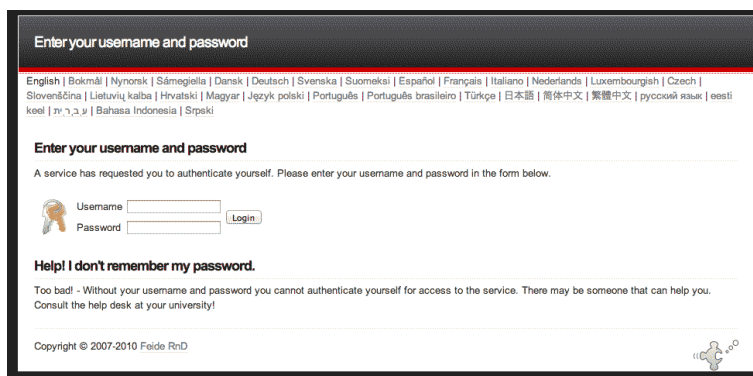 Enter your username and password
English | Bokmål | Nynorsk | Sámegiella | Dansk | Deutsch | Svenska | Suomeksi | Español | Français | Italiano | Nederlands | Luxembourgish | Czech |
Slovenščina | Lietuvių kalba | Hrvatski | Magyar | Język polski | Português | Português brasileiro | Türkçe | 日本語 | 简体中文 | 繁體中文 | русский язык | eesti
keel | עִבְרִית | Bahasa Indonesia | Srpski
Enter your username and password
A service has requested you to authenticate yourself. Please enter your username and password in the form below.
Username
Login
Password
Help! I don't remember my password.
Too bad! - Without your username and password you cannot authenticate yourself for access to the service. There may be someone that can help you.
Consult the help desk at your university!
Copyright © 2007-2010 Feide RnD